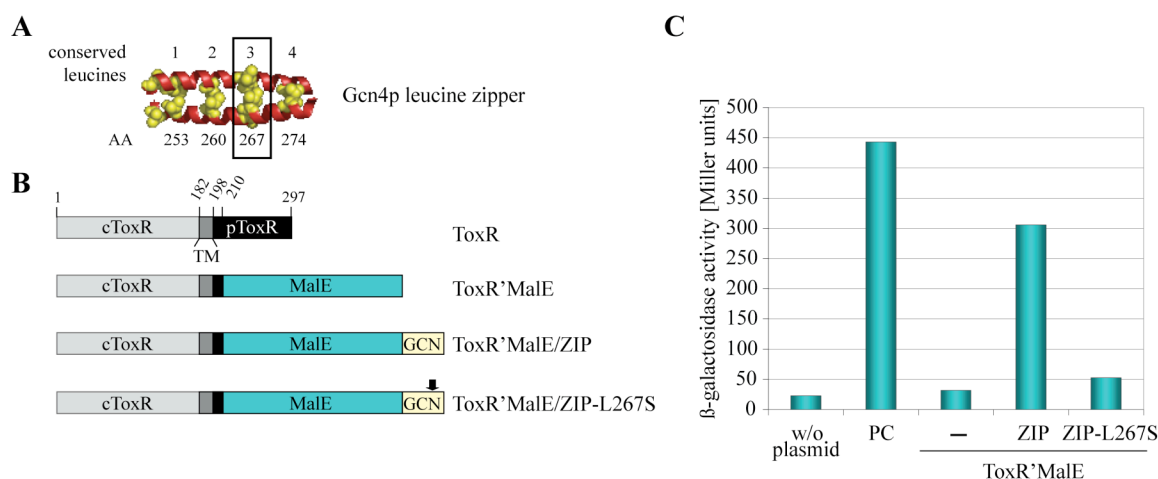 A
conserved
leucines
1 2 3 4
Gcn4p leucine zipper
AA 253 260 267 274
B
1 182 198 210 297
cToxR pToxR ToxR
TM
cToxR MalE ToxR’MalE
cToxR MalE GCN ToxR’MalE/ZIP
cToxR MalE GCN ToxR’MalE/ZIP-L267S
C
ß-galactosidase activity [Miller units]
500
450
400
350
300
250
200
150
100
50
0
w/o
plasmid
PC – ZIP ZIP-L267S
ToxR’MalE